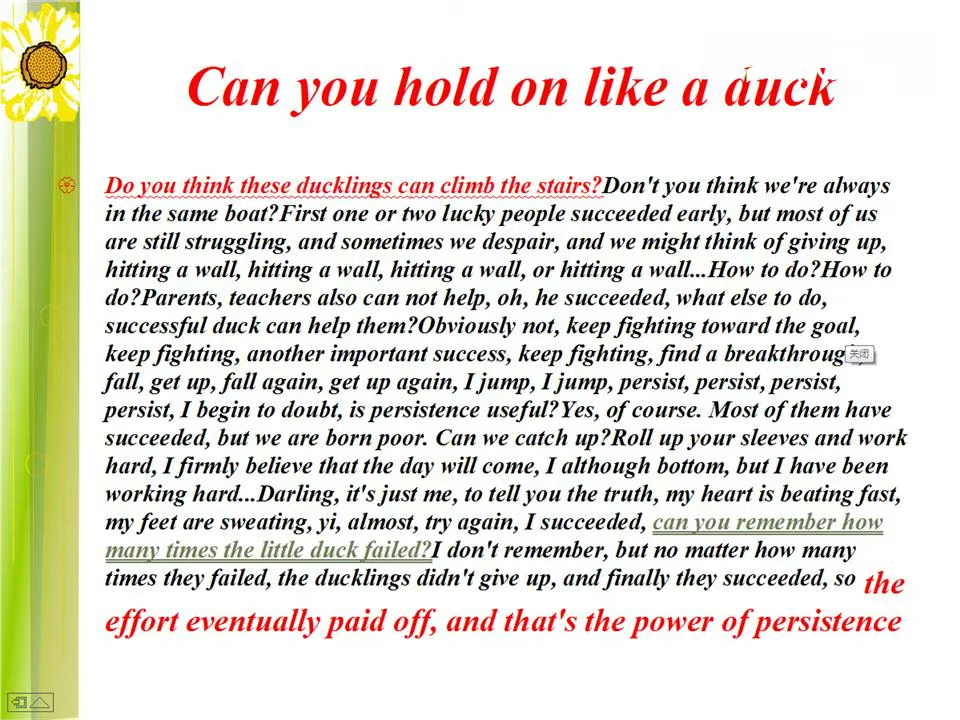 Can you hold on like a duck
Do you think these ducklings can climb the stairs?Don't you think we're always
in the same boat?First one or two lucky people succeeded early, but most of us
are still struggling, and sometimes we despair, and we might think of giving up,
hitting a wall, hitting a wall, hitting a wall, or hitting a wall...How to do?How to
do?Parents, teachers also can not help, oh, he succeeded, what else to do,
successful duck can help them?Obviously not, keep fighting toward the goal,
keep fighting, another important success, keep fighting, find a breakthrough,
关闭
fall, get up, fall again, get up again, I jump, I jump, persist, persist, persist,
persist, I begin to doubt, is persistence useful?Yes, of course. Most of them have
succeeded, but we are born poor. Can we catch up?Roll up your sleeves and work
hard, I firmly believe that the day will come, I although bottom, but I have been
working hard...Darling, it's just me, to tell you the truth, my heart is beating fast,
my feet are sweating, yi, almost, try again, I succeeded, can you remember how
many times the little duck failed?I don't remember, but no matter how many
times they failed, the ducklings didn't give up, and finally they succeeded, so the
effort eventually paid off, and that's the power of persistence